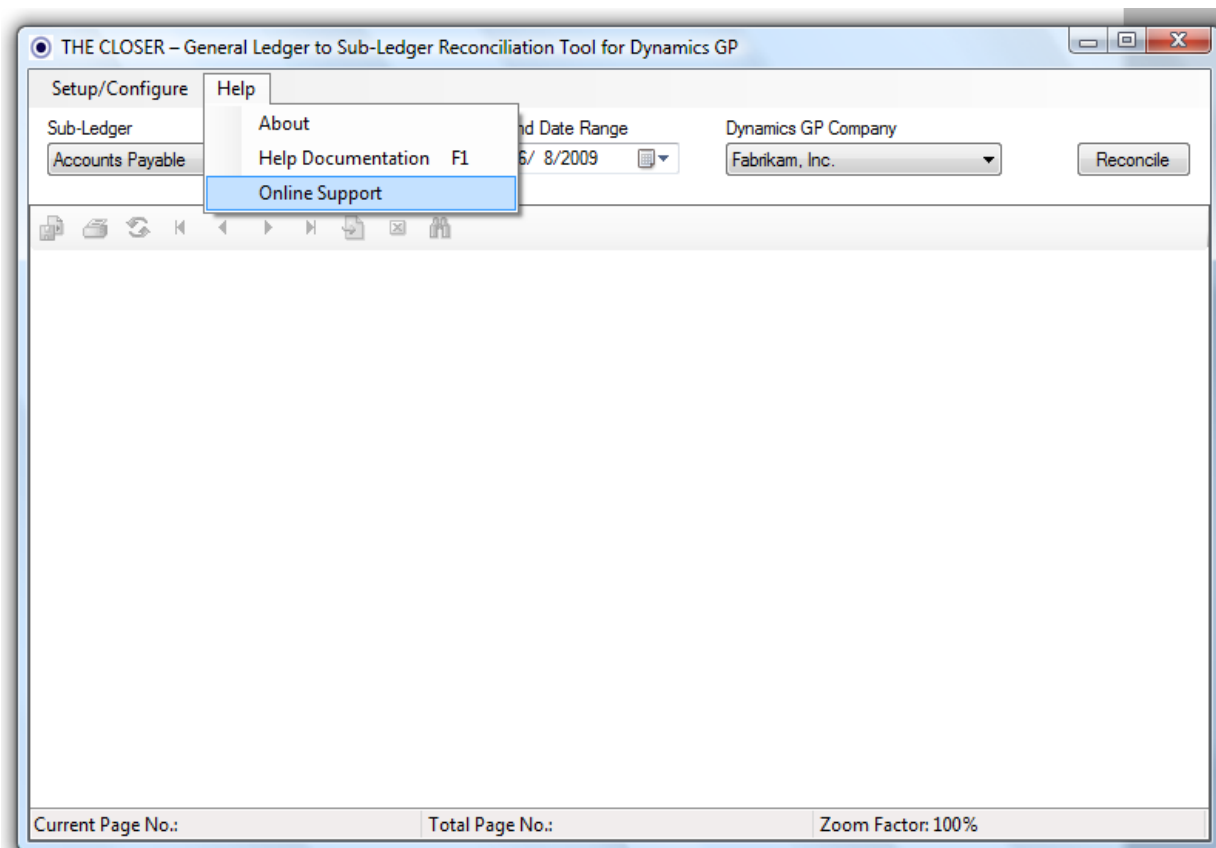 THE CLOSER – General Ledger to Sub-Ledger Reconciliation Tool for Dynamics GP
Setup/Configure Help
About
Help Documentation F1
Online Support
Sub-Ledger nd Date Range Dynamics GP Company
Accounts Payable 6/ 8/2009 Fabrikam, Inc. Reconcile
Current Page No.: Total Page No.: Zoom Factor: 100%